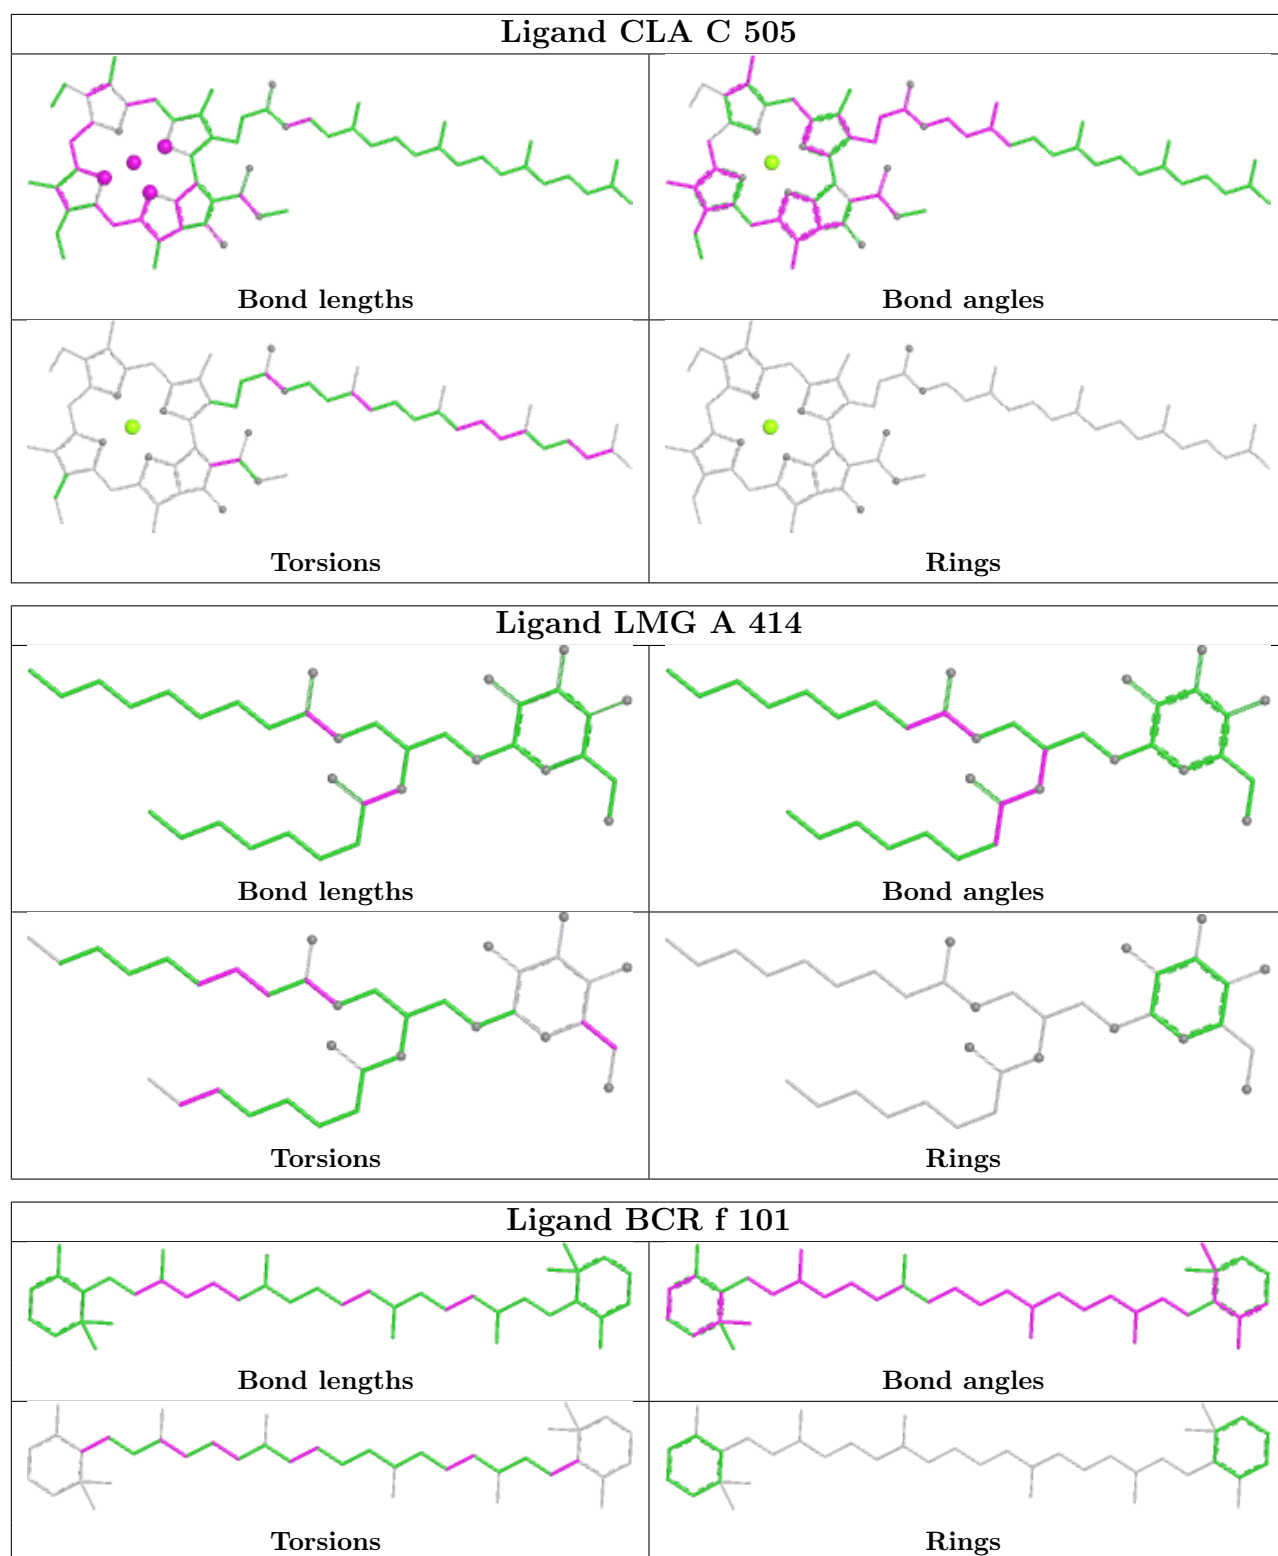 Ligand CLA C 505
Bond lengths
Bond angles
Torsions
Rings
Ligand LMG A 414
Bond lengths
Bond angles
Torsions
Rings
Ligand BCR f 101
Bond lengths
Bond angles
Torsions
Rings